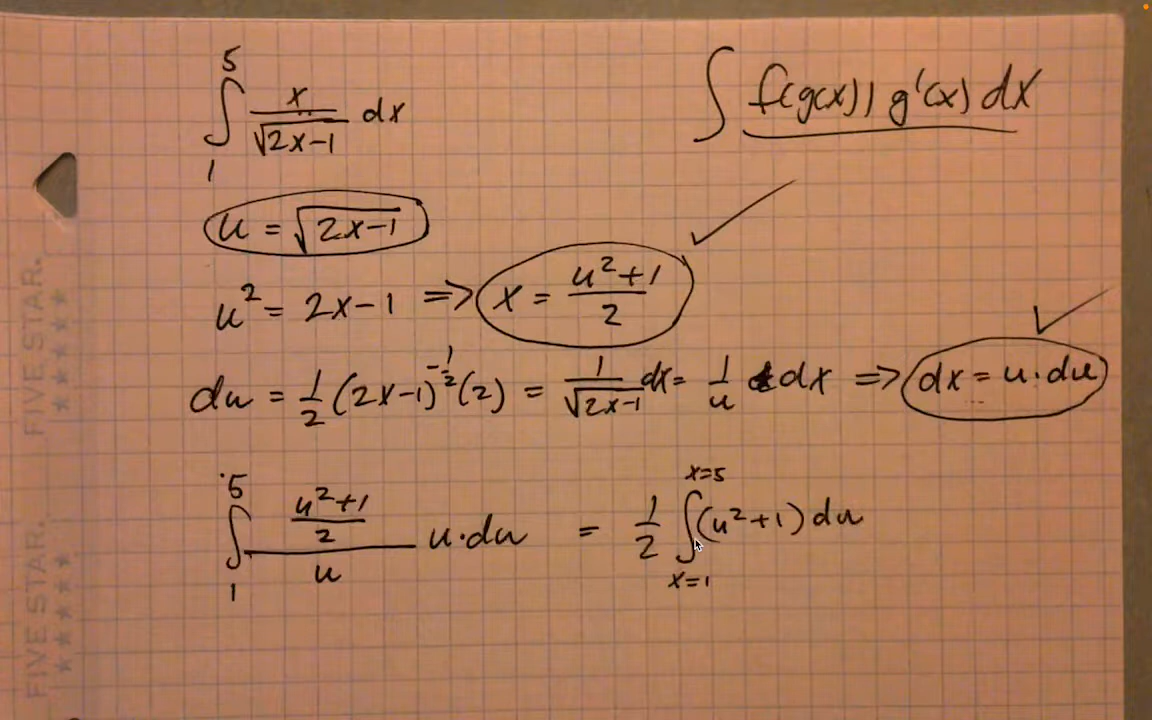 ∫₁⁵ x/√(2x-1) dx
∫ f(g(x)) g'(x) dx
u = √(2x-1)
u² = 2x-1 => x = (u²+1)/2
du = 1/2 (2x-1)^(-1/2) (2) = 1/√(2x-1) dx = 1/u dx => dx = u·du
∫₁⁵ ((u²+1)/2)/u u·du = 1/2 ∫_{x=1}^{x=5} (u²+1) du
FIVE STAR.
FIVE STAR.